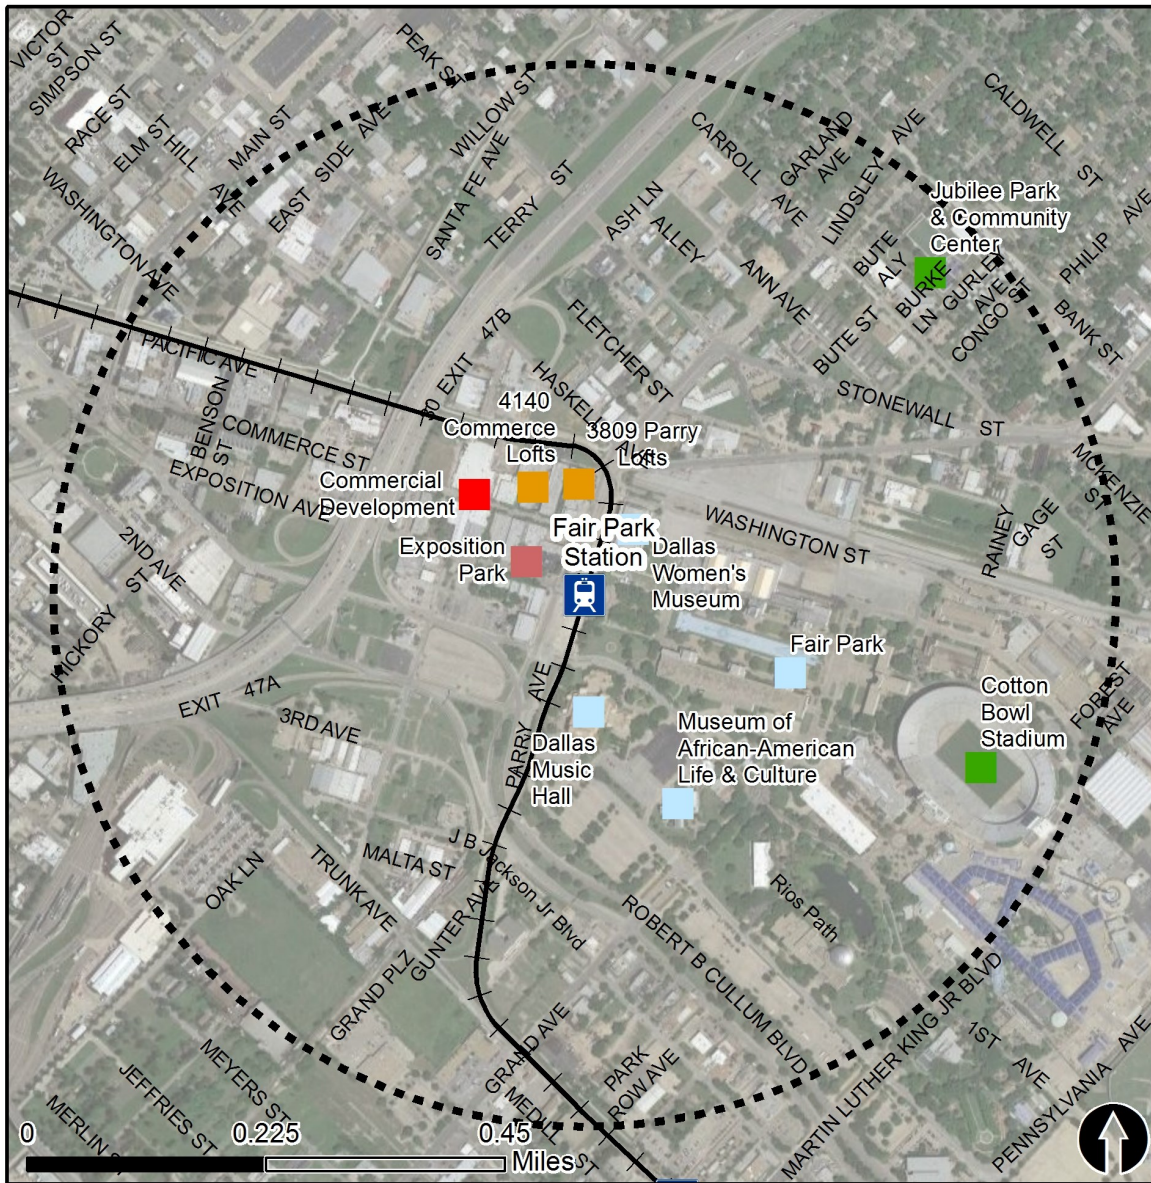 VICTOR
ST
SIMPSON ST
RACE ST
ELM ST
HILL
AVE
MAIN ST
EAST SIDE AVE
PEAK ST
WILLOW ST
SANTA FE AVE
TERRY ST
WASHINGTON AVE
CARROLL
AVE
GARLAND
AVE
LINDSLEY AVE
CALDWELL
ST
Jubilee Park
& Community
Center
PHILIP AVE
ASH LN
ALLEY
ANN AVE
BUTE
ALY
BURKE
LN
GURLEY
AVE
CONGO ST
BANK ST
BUTE ST
FLETCHER ST
HASKELL AVE
STONEWALL ST
MCKENZIE
ST
PACIFIC AVE
BENSON
ST
COMMERCE ST
EXPOSITION AVE
30 EXIT 47B
4140
Commerce
Lofts
3809 Parry
Lofts
Commercial
Development
Fair Park
Station
Exposition
Park
Dallas
Women's
Museum
WASHINGTON ST
RAINEY
GAGE
ST
2ND AVE
ST
HICKORY
EXIT 47A
3RD AVE
PARRY AVE
Fair Park
Dallas
Music
Hall
Museum of
African-American
Life & Culture
Cotton
Bowl
Stadium
FOREST
AVE
OAK LN
TRUNK AVE
MALTA ST
J B Jackson Jr Blvd
GUNTER AVE
GRAND PLZ
Rios Path
ROBERT B CULLUM BLVD
MARTIN LUTHER KING JR BLVD
1ST
AVE
PENNSYLVANIA AVE
GRAND AVE
PARK
ROW AVE
MEDILL ST
MEYERS ST
JEFFRIES ST
MERLIN ST
0 0.225 0.45
Miles